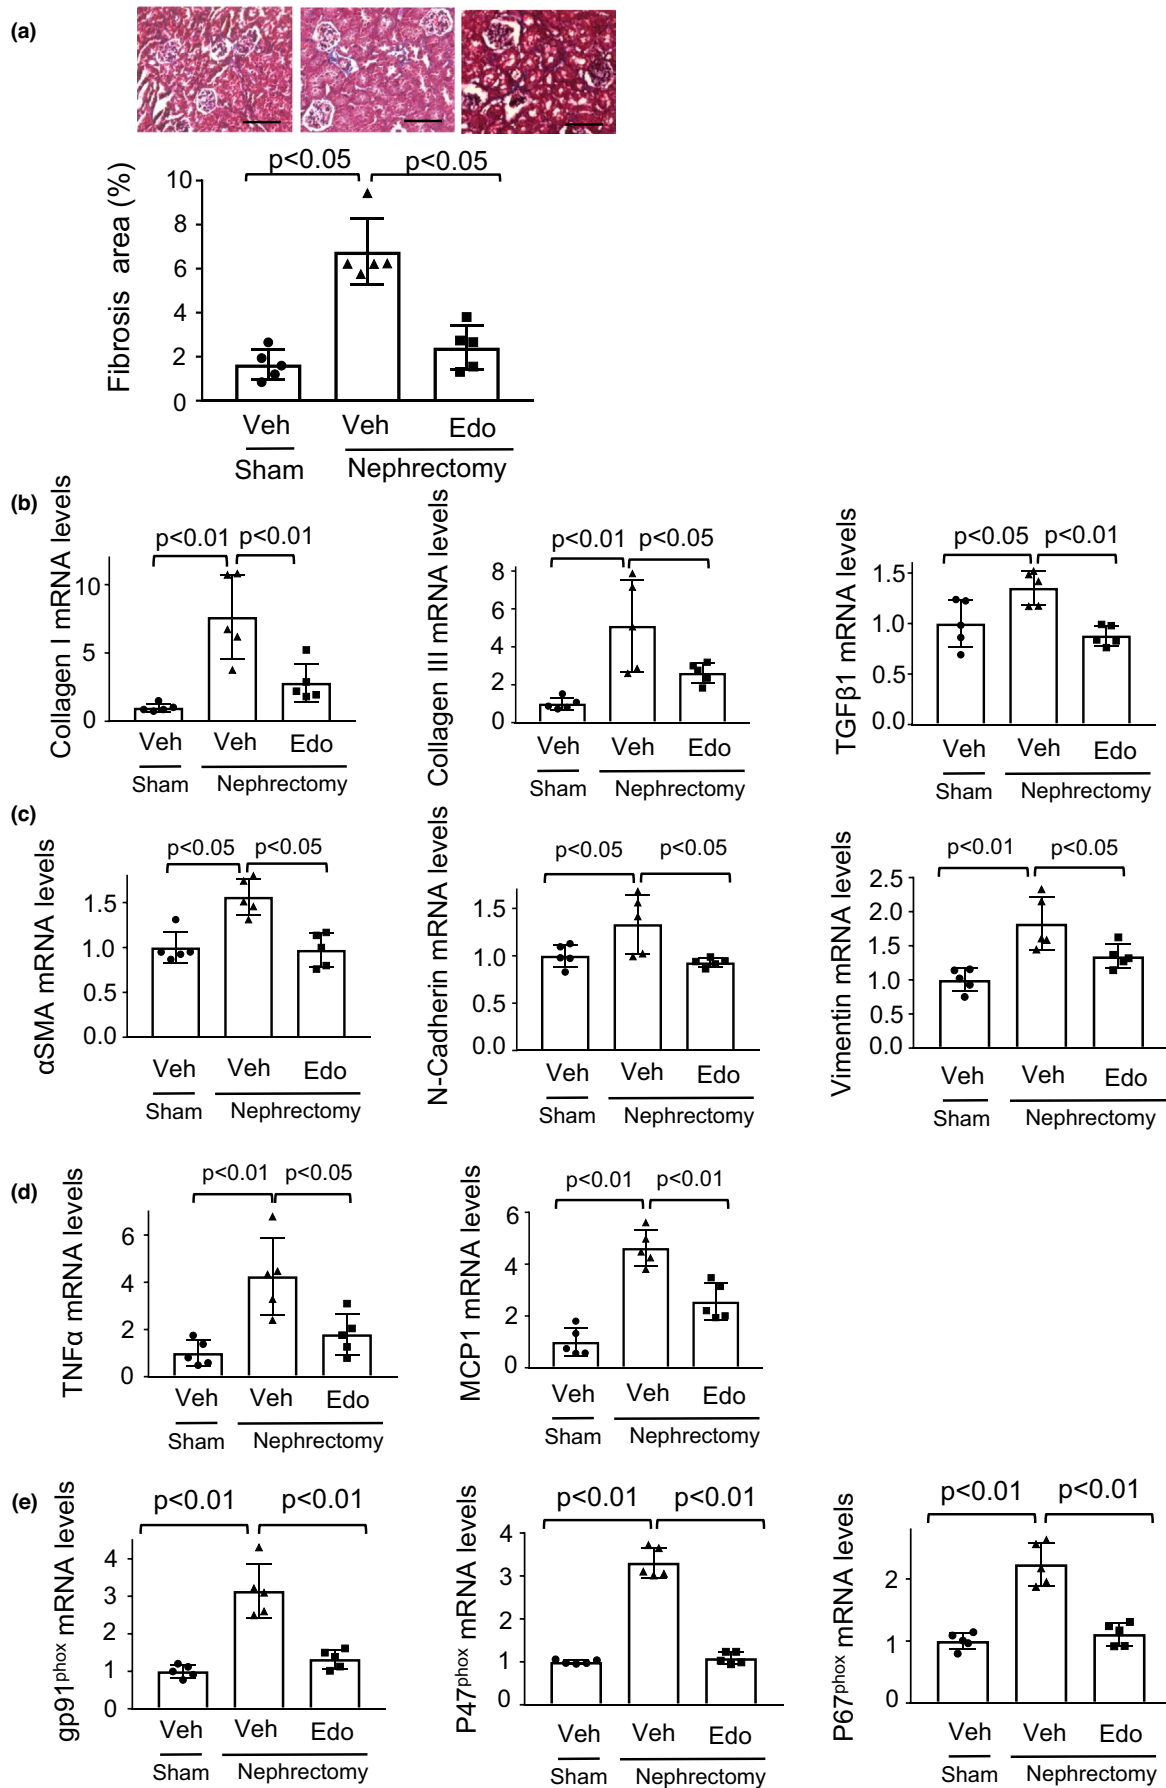 (a)
p<0.05 p<0.05
Fibrosis area (%)
10
8
6
4
2
0
Veh Veh Edo
Sham Nephrectomy
(b)
Collagen I mRNA levels
p<0.01 p<0.01
10
5
0
Veh Veh Edo
Sham Nephrectomy
Collagen III mRNA levels
p<0.01 p<0.05
8
6
4
2
0
Veh Veh Edo
Sham Nephrectomy
TGFβ1 mRNA levels
p<0.05 p<0.01
1.5
1.0
0.5
0.0
Veh Veh Edo
Sham Nephrectomy
(c)
αSMA mRNA levels
p<0.05 p<0.05
1.5
1.0
0.5
0.0
Veh Veh Edo
Sham Nephrectomy
N-Cadherin mRNA levels
p<0.05 p<0.05
1.5
1.0
0.5
0.0
Veh Veh Edo
Sham Nephrectomy
Vimentin mRNA levels
p<0.01 p<0.05
2.5
2.0
1.5
1.0
0.5
0.0
Veh Veh Edo
Sham Nephrectomy
(d)
TNFα mRNA levels
p<0.01 p<0.05
6
4
2
0
Veh Veh Edo
Sham Nephrectomy
MCP1 mRNA levels
p<0.01 p<0.01
6
4
2
0
Veh Veh Edo
Sham Nephrectomy
(e)
gp91phox mRNA levels
p<0.01 p<0.01
4
3
2
1
0
Veh Veh Edo
Sham Nephrectomy
P47phox mRNA levels
p<0.01 p<0.01
4
3
2
1
0
Veh Veh Edo
Sham Nephrectomy
P67phox mRNA levels
p<0.01 p<0.01
2
1
0
Veh Veh Edo
Sham Nephrectomy